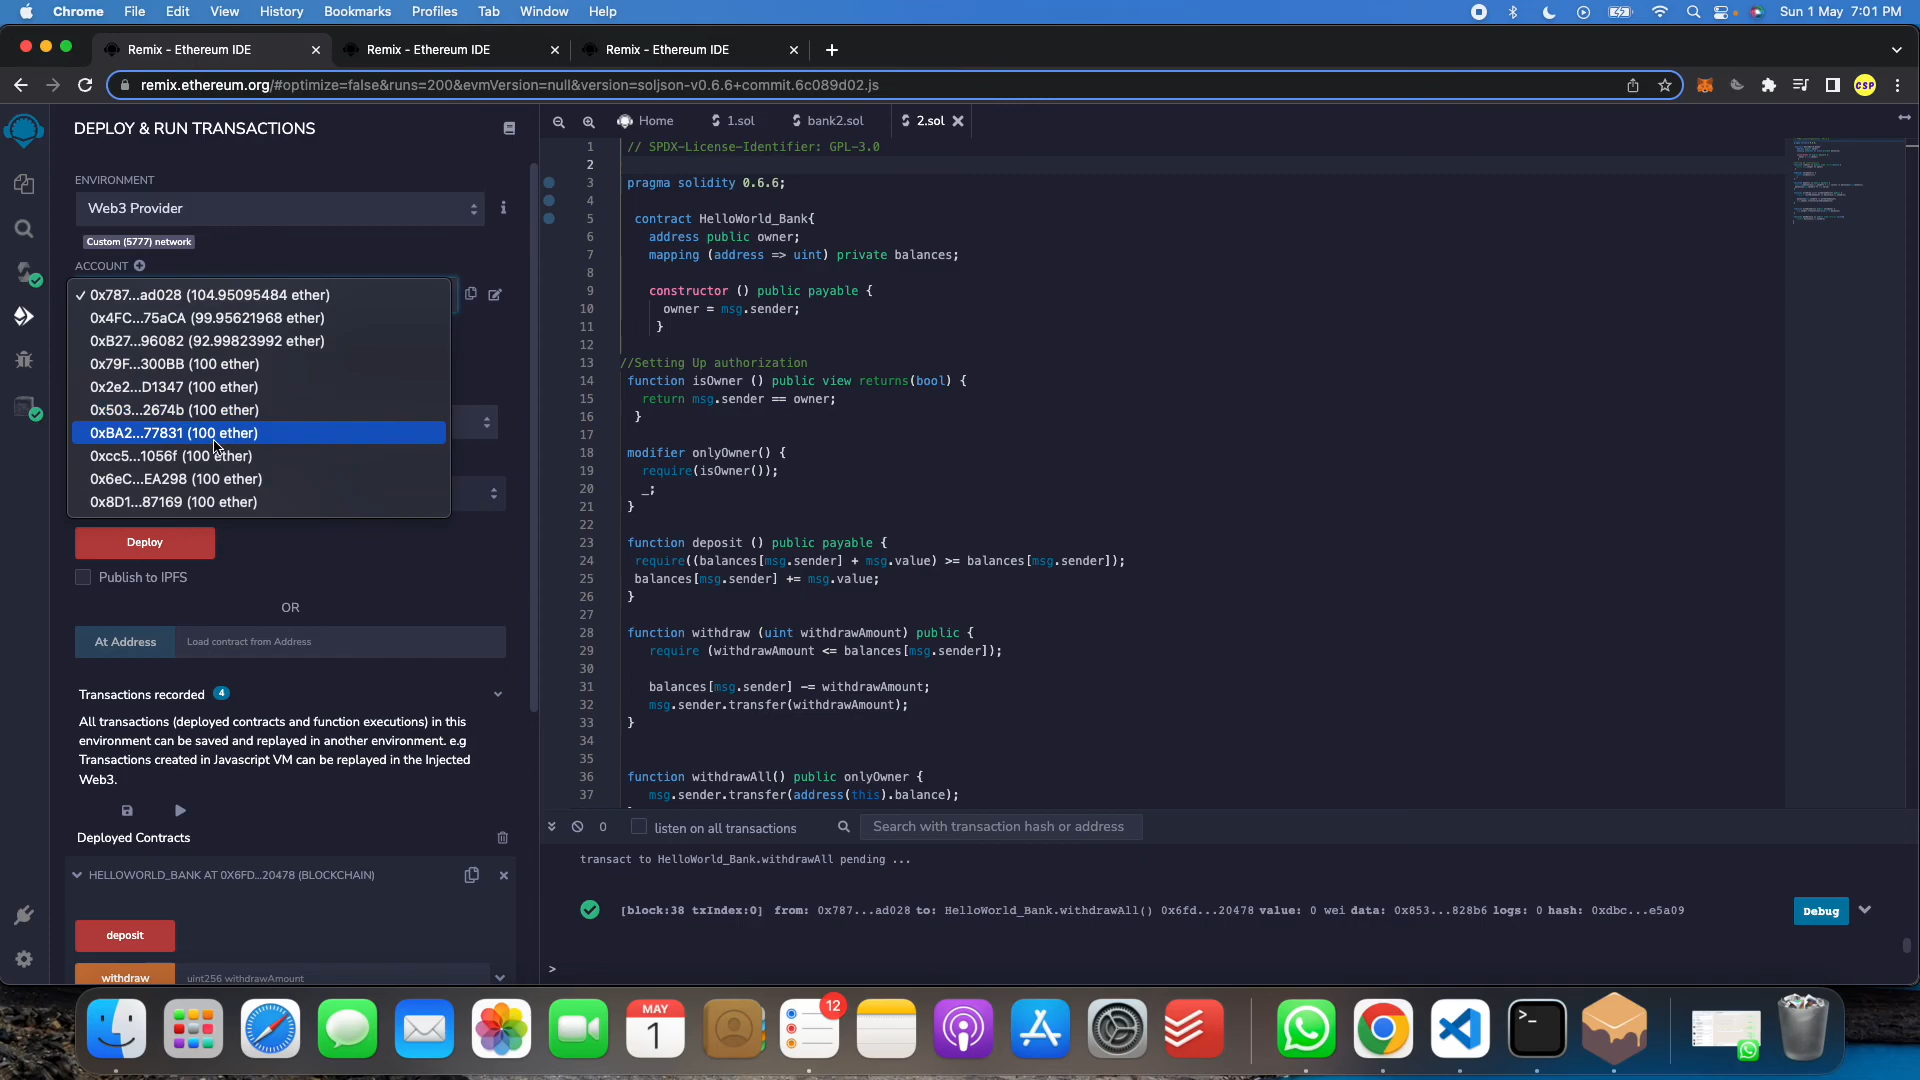 Chrome File Edit View History Bookmarks Profiles Tab Window Help Sun 1 May 7:01 PM
Remix - Ethereum IDE Remix - Ethereum IDE Remix - Ethereum IDE
remix.ethereum.org/#optimize=false&runs=200&evmVersion=null&version=soljson-v0.6.6+commit.6c089d02.js
CSP
DEPLOY & RUN TRANSACTIONS
ENVIRONMENT
Web3 Provider
i
Custom (5777) network
ACCOUNT
✓ 0x787...ad028 (104.95095484 ether)
0x4FC...75aCA (99.95621968 ether)
0xB27...96082 (92.99823992 ether)
0x79F...300BB (100 ether)
0x2e2...D1347 (100 ether)
0x503...2674b (100 ether)
0xBA2...77831 (100 ether)
0xcc5...1056f (100 ether)
0x6eC...EA298 (100 ether)
0x8D1...87169 (100 ether)
Deploy
Publish to IPFS
OR
At Address Load contract from Address
Transactions recorded 4
All transactions (deployed contracts and function executions) in this
environment can be saved and replayed in another environment. e.g
Transactions created in Javascript VM can be replayed in the Injected
Web3.
Deployed Contracts
HELLOWORLD_BANK AT 0X6FD...20478 (BLOCKCHAIN)
deposit
withdraw uint256 withdrawAmount
Home 1.sol bank2.sol 2.sol
1 // SPDX-License-Identifier: GPL-3.0
2
3 pragma solidity 0.6.6;
4
5 contract HelloWorld_Bank{
6 address public owner;
7 mapping (address => uint) private balances;
8
9 constructor () public payable {
10 owner = msg.sender;
11 }
12
13 //Setting Up authorization
14 function isOwner () public view returns(bool) {
15 return msg.sender == owner;
16 }
17
18 modifier onlyOwner() {
19 require(isOwner());
20 _;
21 }
22
23 function deposit () public payable {
24 require((balances[msg.sender] + msg.value) >= balances[msg.sender]);
25 balances[msg.sender] += msg.value;
26 }
27
28 function withdraw (uint withdrawAmount) public {
29 require (withdrawAmount <= balances[msg.sender]);
30
31 balances[msg.sender] -= withdrawAmount;
32 msg.sender.transfer(withdrawAmount);
33 }
34
35
36 function withdrawAll() public onlyOwner {
37 msg.sender.transfer(address(this).balance);
0 listen on all transactions Search with transaction hash or address
transact to HelloWorld_Bank.withdrawAll pending ...
[block:38 txIndex:0] from: 0x787...ad028 to: HelloWorld_Bank.withdrawAll() 0x6fd...20478 value: 0 wei data: 0x853...828b6 logs: 0 hash: 0xdbc...e5a09
Debug
>
MAY
1
12